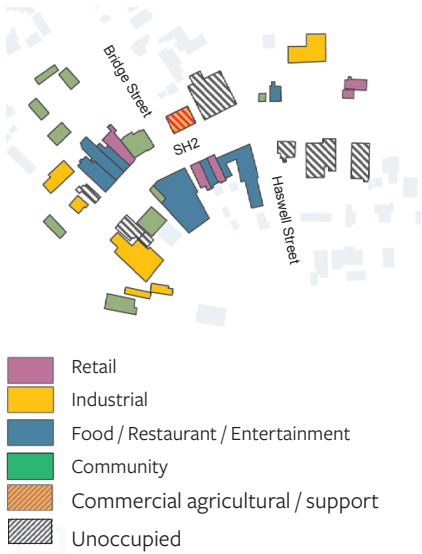 Bridge Street
SH2
Haswell Street
Retail
Industrial
Food / Restaurant / Entertainment
Community
Commercial agricultural / support
Unoccupied